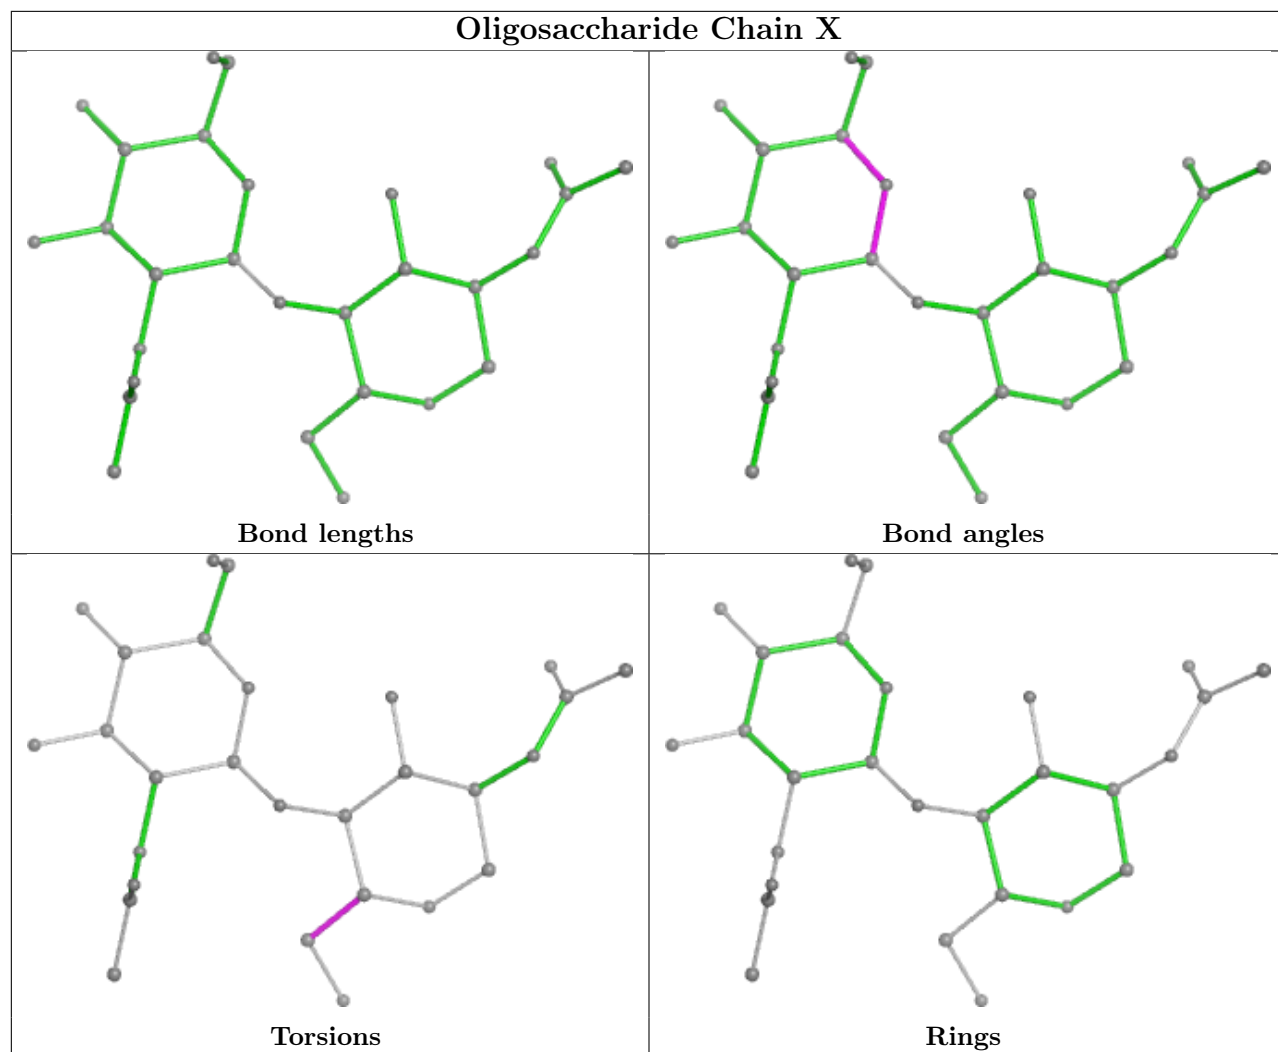 Oligosaccharide Chain X
Bond lengths
Bond angles
Torsions
Rings